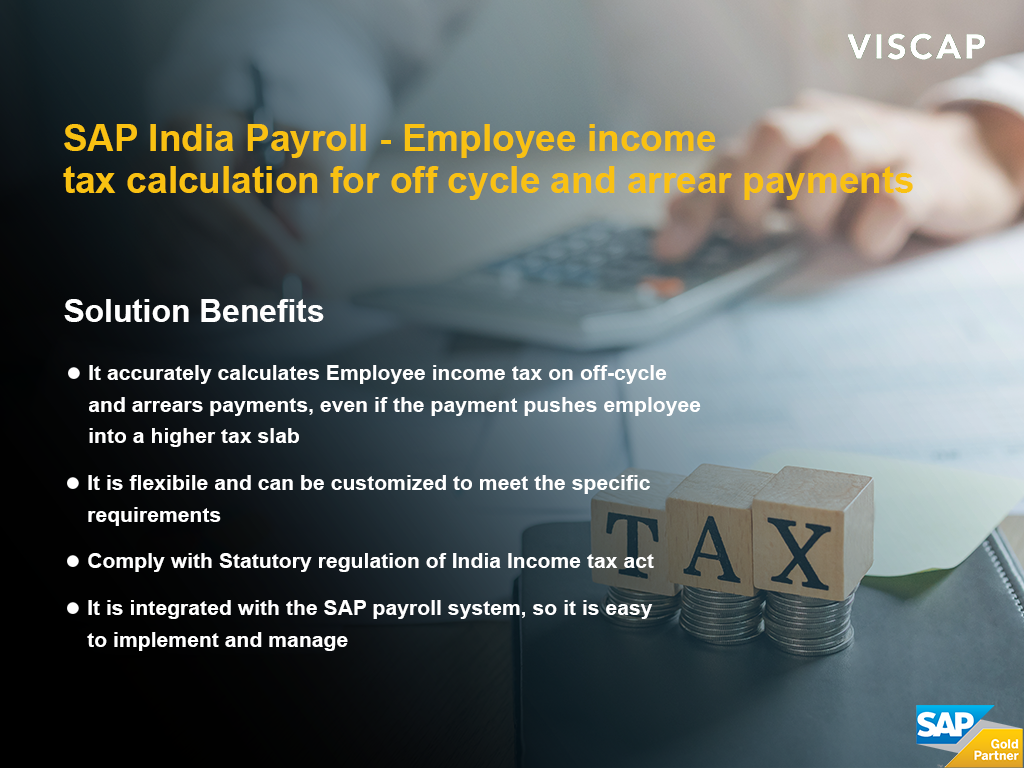 VISCAP
SAP India Payroll - Employee income
tax calculation for off cycle and arrear payments
Solution Benefits
● It accurately calculates Employee income tax on off-cycle
and arrears payments, even if the payment pushes employee
into a higher tax slab
● It is flexibile and can be customized to meet the specific
requirements
● Comply with Statutory regulation of India Income tax act
● It is integrated with the SAP payroll system, so it is easy
to implement and manage
TAX
SAP
Gold
Partner